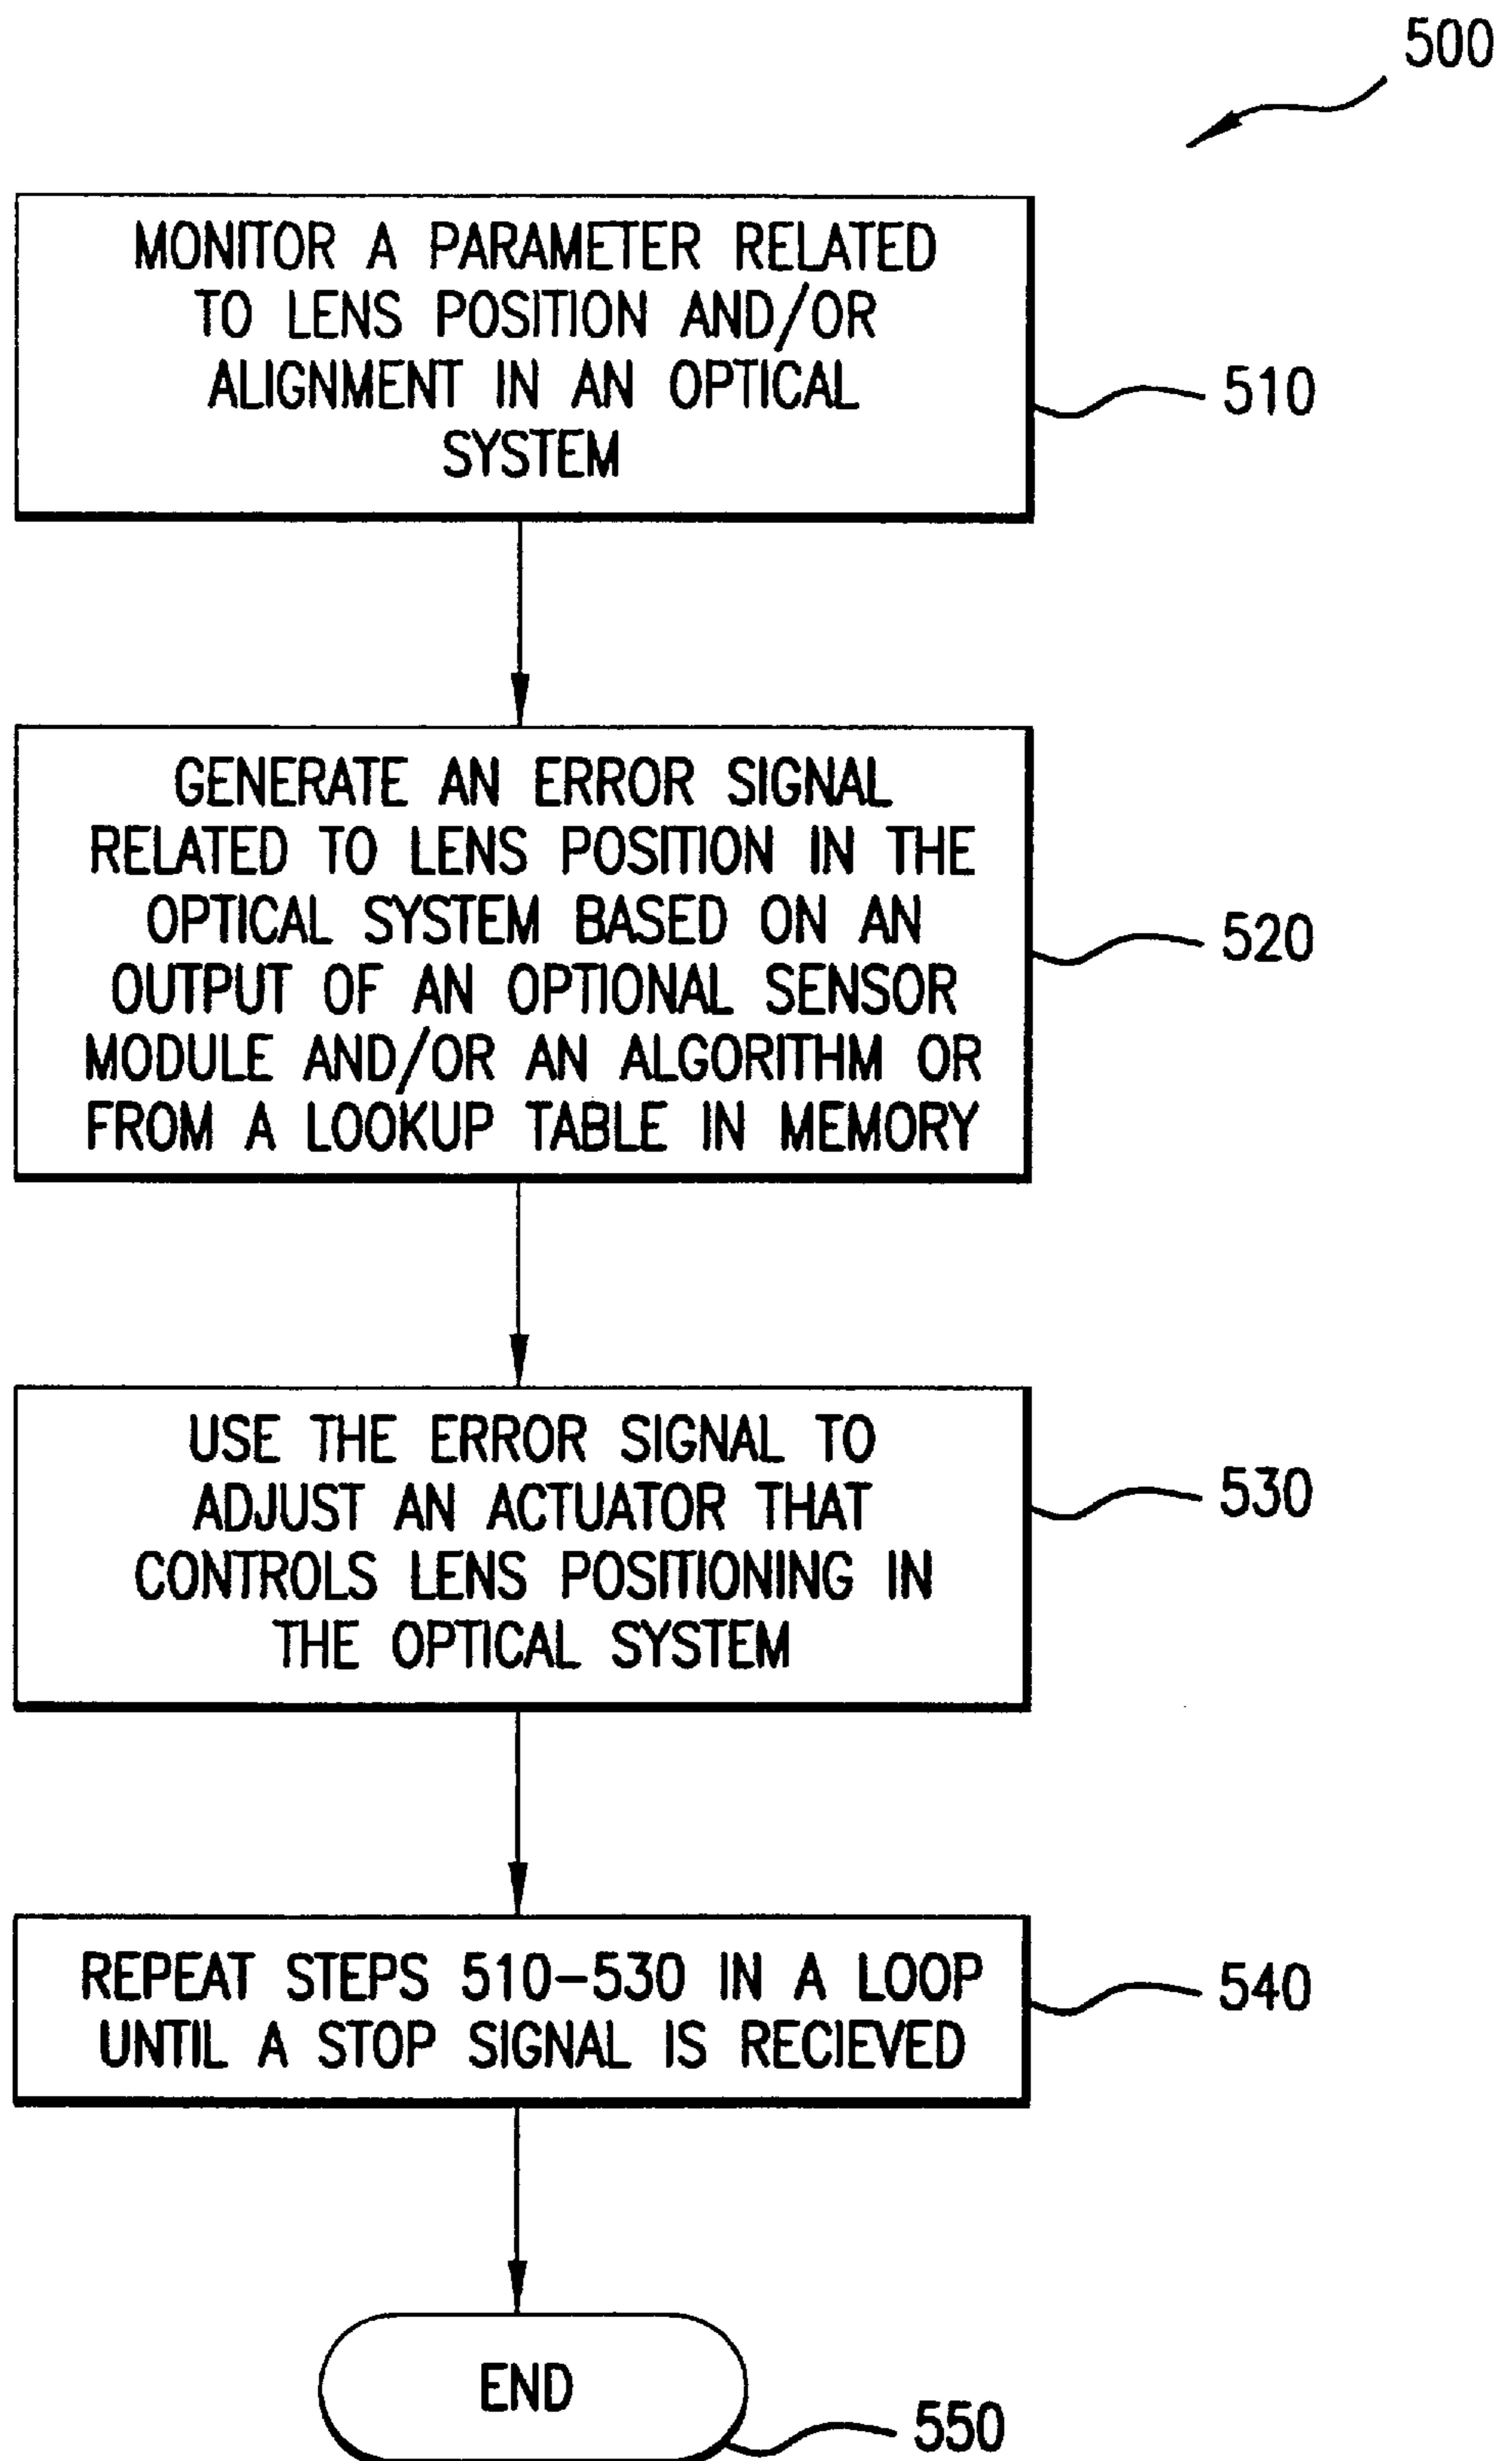 500
MONITOR A PARAMETER RELATED
TO LENS POSITION AND/OR
ALIGNMENT IN AN OPTICAL
SYSTEM
510
GENERATE AN ERROR SIGNAL
RELATED TO LENS POSITION IN THE
OPTICAL SYSTEM BASED ON AN
OUTPUT OF AN OPTIONAL SENSOR
MODULE AND/OR AN ALGORITHM OR
FROM A LOOKUP TABLE IN MEMORY
520
USE THE ERROR SIGNAL TO
ADJUST AN ACTUATOR THAT
CONTROLS LENS POSITIONING IN
THE OPTICAL SYSTEM
530
REPEAT STEPS 510-530 IN A LOOP
UNTIL A STOP SIGNAL IS RECIEVED
540
END
550